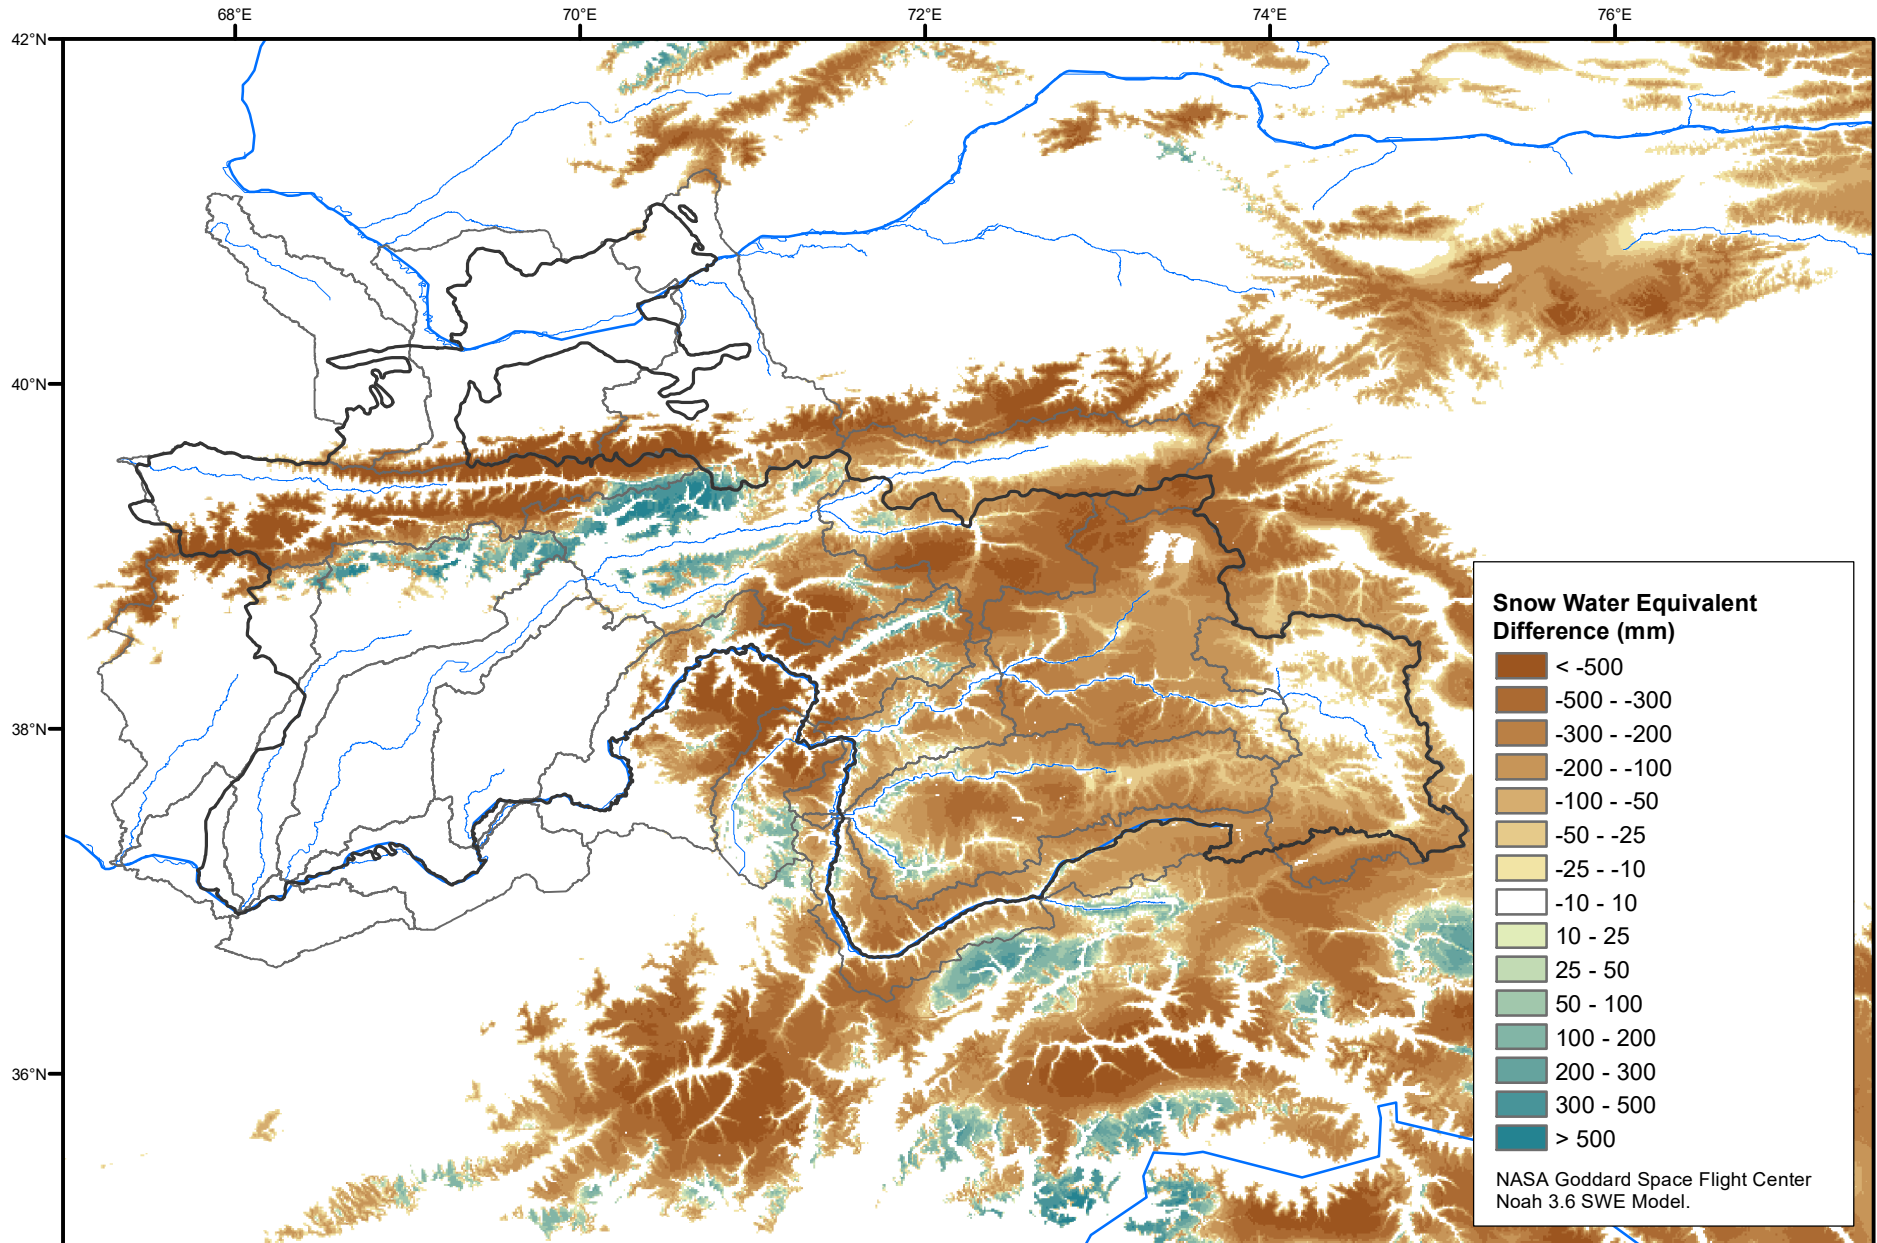 68°E
70°E
72°E
74°E
76°E
42°N
40°N
38°N
36°N
Snow Water Equivalent
Difference (mm)
< -500
-500 - -300
-300 - -200
-200 - -100
-100 - -50
-50 - -25
-25 - -10
-10 - 10
10 - 25
25 - 50
50 - 100
100 - 200
200 - 300
300 - 500
> 500
NASA Goddard Space Flight Center
Noah 3.6 SWE Model.